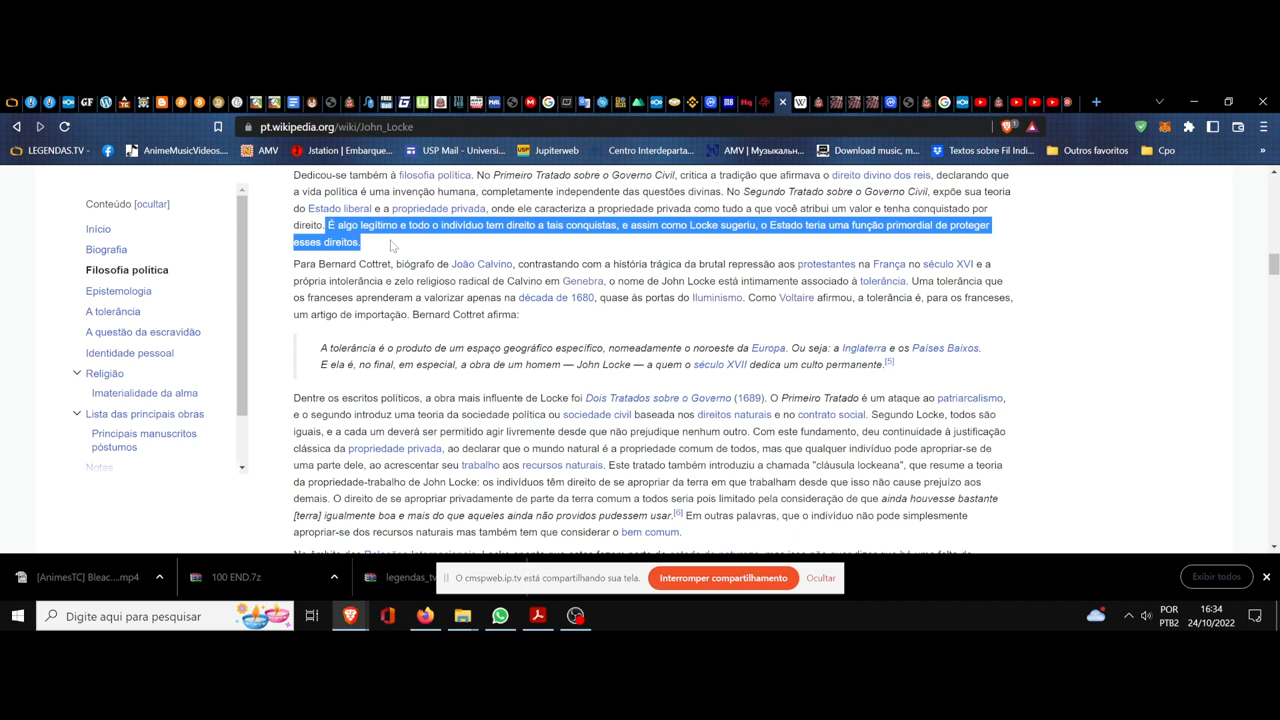 pt.wikipedia.org/wiki/John_Locke
LEGENDAS.TV -
AnimeMusicVideos...
AMV
Jstation | Embarque...
USP Mail - Universi...
Jupiterweb
Centro Interdeparta...
AMV | Музыкальн...
Download music, m...
Textos sobre Fil Indi...
Outros favoritos
Cpo
Conteúdo [ocultar]
Início
Biografia
Filosofia política
Epistemologia
A tolerância
A questão da escravidão
Identidade pessoal
Religião
Imaterialidade da alma
Lista das principais obras
Principais manuscritos
póstumos
Notas
Dedicou-se também à filosofia política. No Primeiro Tratado sobre o Governo Civil, critica a tradição que afirmava o direito divino dos reis, declarando que
a vida política é uma invenção humana, completamente independente das questões divinas. No Segundo Tratado sobre o Governo Civil, expõe sua teoria
do Estado liberal e a propriedade privada, onde ele caracteriza a propriedade privada como tudo a que você atribui um valor e tenha conquistado por
direito. É algo legítimo e todo o indivíduo tem direito a tais conquistas, e assim como Locke sugeriu, o Estado teria uma função primordial de proteger
esses direitos.
Para Bernard Cottret, biógrafo de João Calvino, contrastando com a história trágica da brutal repressão aos protestantes na França no século XVI e a
própria intolerância e zelo religioso radical de Calvino em Genebra, o nome de John Locke está intimamente associado à tolerância. Uma tolerância que
os franceses aprenderam a valorizar apenas na década de 1680, quase às portas do Iluminismo. Como Voltaire afirmou, a tolerância é, para os franceses,
um artigo de importação. Bernard Cottret afirma:
A tolerância é o produto de um espaço geográfico específico, nomeadamente o noroeste da Europa. Ou seja: a Inglaterra e os Países Baixos.
E ela é, no final, em especial, a obra de um homem — John Locke — a quem o século XVII dedica um culto permanente.[5]
Dentre os escritos políticos, a obra mais influente de Locke foi Dois Tratados sobre o Governo (1689). O Primeiro Tratado é um ataque ao patriarcalismo,
e o segundo introduz uma teoria da sociedade política ou sociedade civil baseada nos direitos naturais e no contrato social. Segundo Locke, todos são
iguais, e a cada um deverá ser permitido agir livremente desde que não prejudique nenhum outro. Com este fundamento, deu continuidade à justificação
clássica da propriedade privada, ao declarar que o mundo natural é a propriedade comum de todos, mas que qualquer indivíduo pode apropriar-se de
uma parte dele, ao acrescentar seu trabalho aos recursos naturais. Este tratado também introduziu a chamada "cláusula lockeana", que resume a teoria
da propriedade-trabalho de John Locke: os indivíduos têm direito de se apropriar da terra em que trabalham desde que isso não cause prejuízo aos
demais. O direito de se apropriar privadamente de parte da terra comum a todos seria pois limitado pela consideração de que ainda houvesse bastante
[terra] igualmente boa e mais do que aqueles ainda não providos pudessem usar.[6] Em outras palavras, que o indivíduo não pode simplesmente
apropriar-se dos recursos naturais mas também tem que considerar o bem comum.
[AnimesTC] Bleac....mp4
100 END.7z
legendas_tv
O cmspweb.ip.tv está compartilhando sua tela.
Interromper compartilhamento
Ocultar
Exibir todos
Digite aqui para pesquisar
POR
PTB2
16:34
24/10/2022